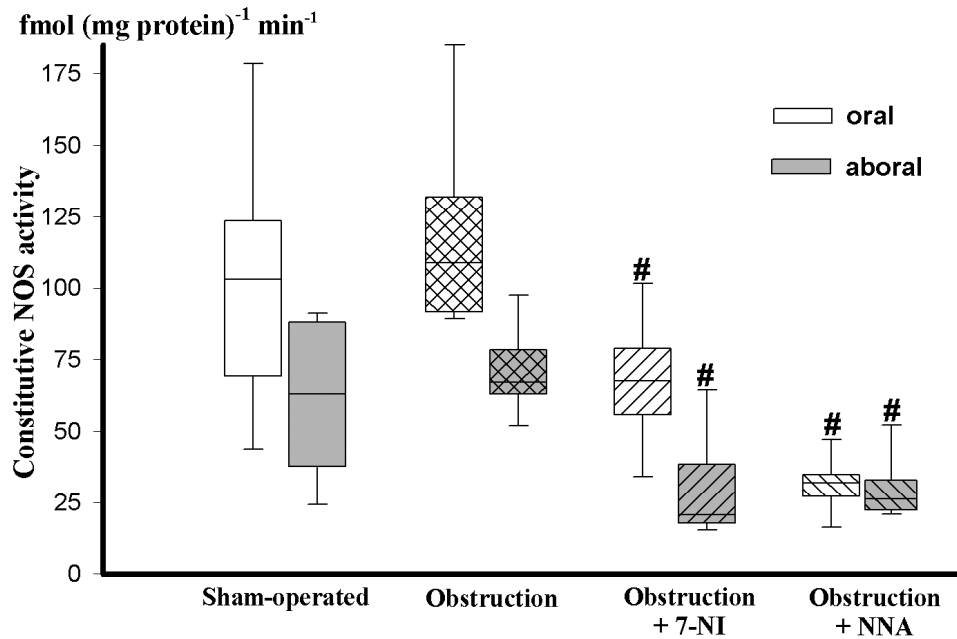 fmol (mg protein)⁻¹ min⁻¹
Constitutive NOS activity
175
150
125
100
75
50
25
0
oral
aboral
#
#
#
#
Sham-operated
Obstruction
Obstruction
+ 7-NI
Obstruction
+ NNA